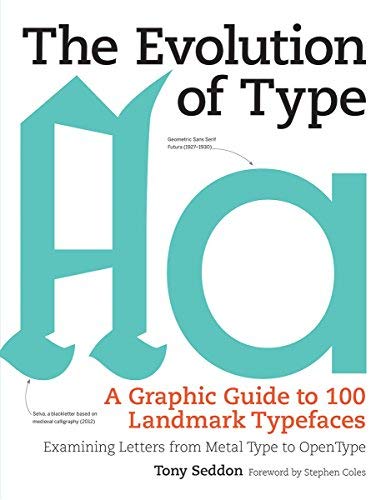 The Evolution
of Type
Aa
Geometric Sans Serif
Futura (1927–1930)
Selva, a blackletter based on
medieval calligraphy (2012)
A Graphic Guide to 100
Landmark Typefaces
Examining Letters from Metal Type to OpenType
Tony Seddon Foreword by Stephen Coles